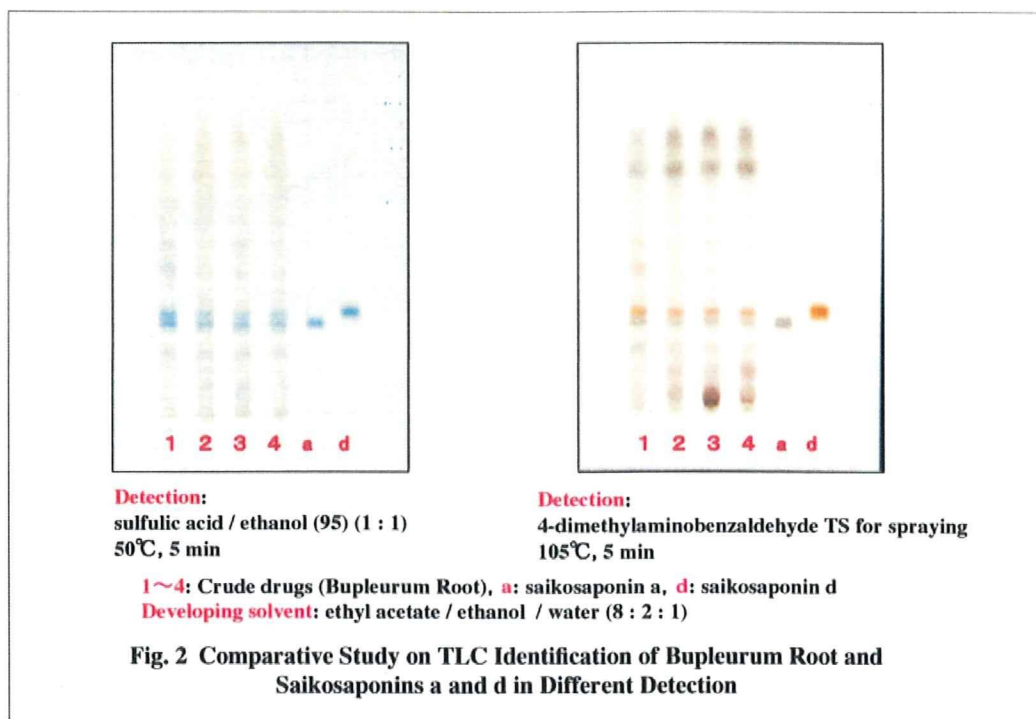 1 2 3 4 a d
1 2 3 4 a d
Detection:
sulfulic acid / ethanol (95) (1 : 1)
50℃, 5 min
Detection:
4-dimethylaminobenzaldehyde TS for spraying
105℃, 5 min
1～4: Crude drugs (Bupleurum Root), a: saikosaponin a, d: saikosaponin d
Developing solvent: ethyl acetate / ethanol / water (8 : 2 : 1)
Fig. 2 Comparative Study on TLC Identification of Bupleurum Root and
Saikosaponins a and d in Different Detection